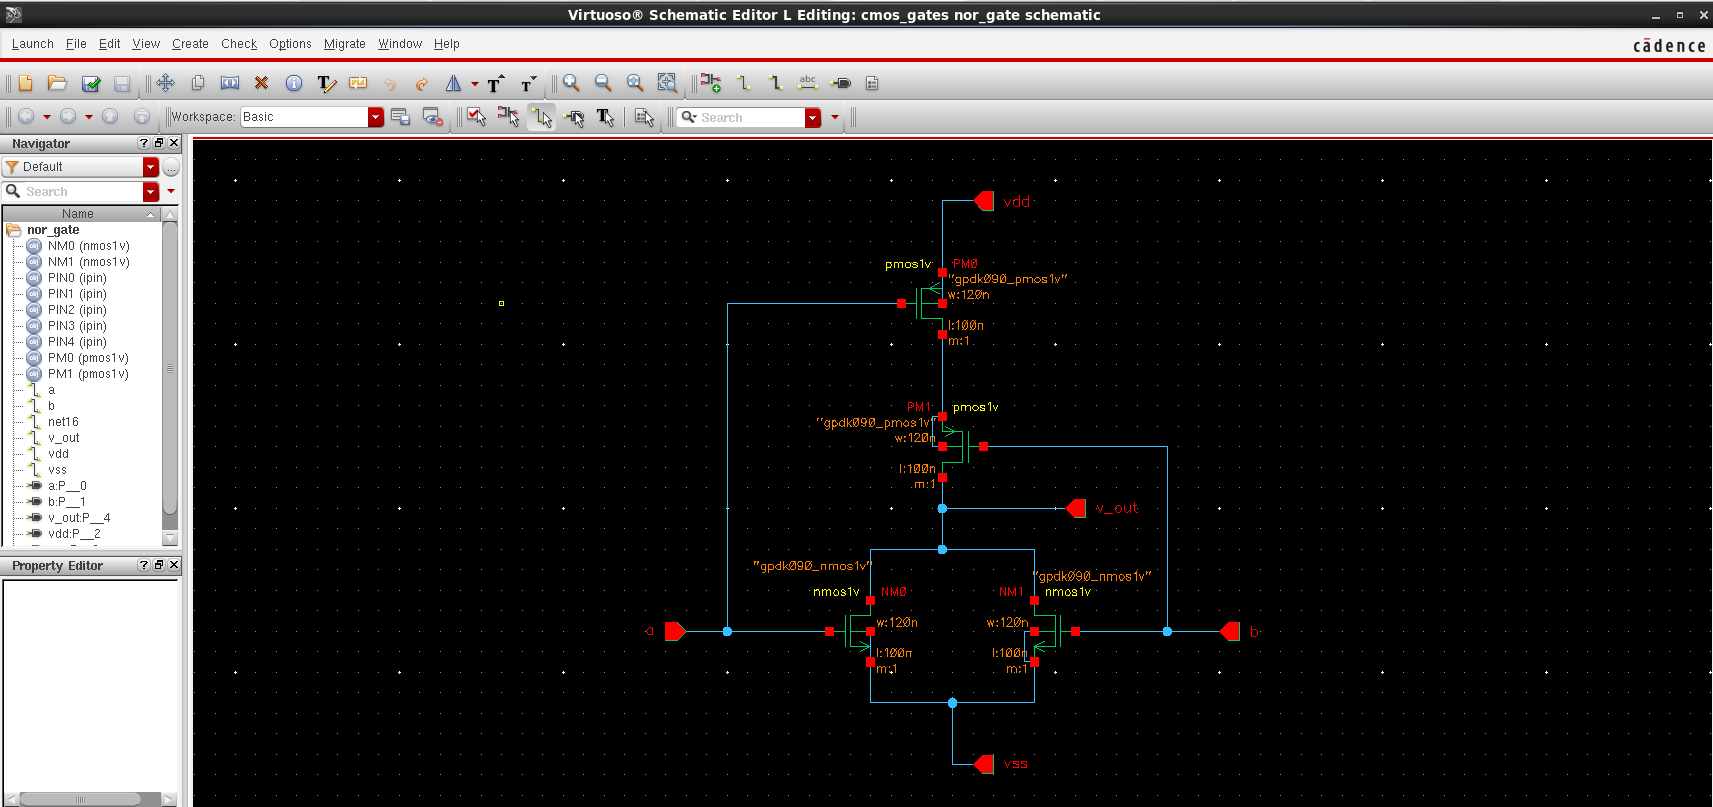 Virtuoso® Schematic Editor L Editing: cmos_gates nor_gate schematic
Launch File Edit View Create Check Options Migrate Window Help
cādence
Workspace: Basic
Search
Navigator
Default
Search
Name
nor_gate
NM0 (nmos1v)
NM1 (nmos1v)
PIN0 (ipin)
PIN1 (ipin)
PIN2 (ipin)
PIN3 (ipin)
PIN4 (ipin)
PM0 (pmos1v)
PM1 (pmos1v)
a
b
net16
v_out
vdd
vss
a:P__0
b:P__1
v_out:P__4
vdd:P__2
Property Editor
vdd
pmos1v PM0
"gpdk090_pmos1v"
w:120n
l:100n
m:1
PM1 pmos1v
"gpdk090_pmos1v"
w:120n
l:100n
m:1
v_out
"gpdk090_nmos1v"
nmos1v NM0
w:120n
l:100n
m:1
"gpdk090_nmos1v"
NM1 nmos1v
w:120n
l:100n
m:1
a
b
vss